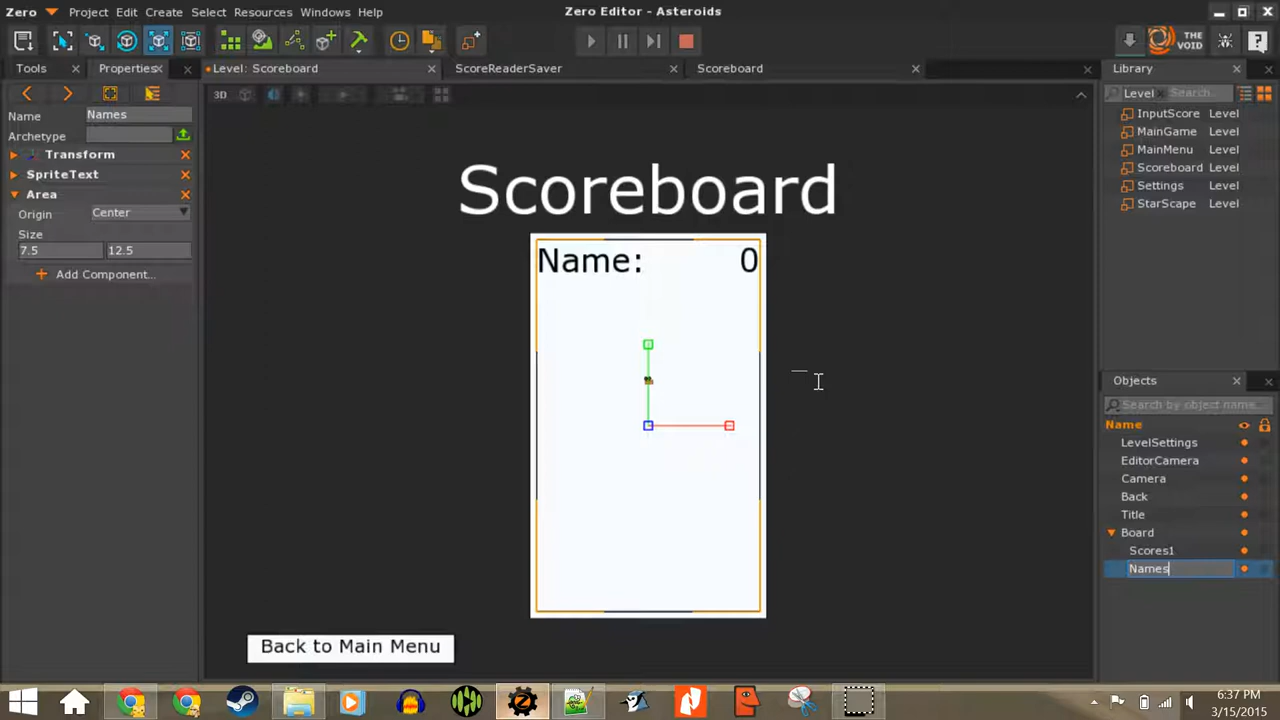 Zero Project Edit Create Select Resources Windows Help
Zero Editor - Asteroids
THE VOID
Tools Properties
Level: Scoreboard
ScoreReaderSaver
Scoreboard
Library
3D
Level Search...
Name Names
Archetype
Transform
SpriteText
Area
Origin Center
Size
7.5 12.5
Add Component...
Scoreboard
Name: 0
Back to Main Menu
InputScore Level
MainGame Level
MainMenu Level
Scoreboard Level
Settings Level
StarScape Level
Objects
Search by object name...
Name
LevelSettings
EditorCamera
Camera
Back
Title
Board
Scores1
Names
6:37 PM
3/15/2015